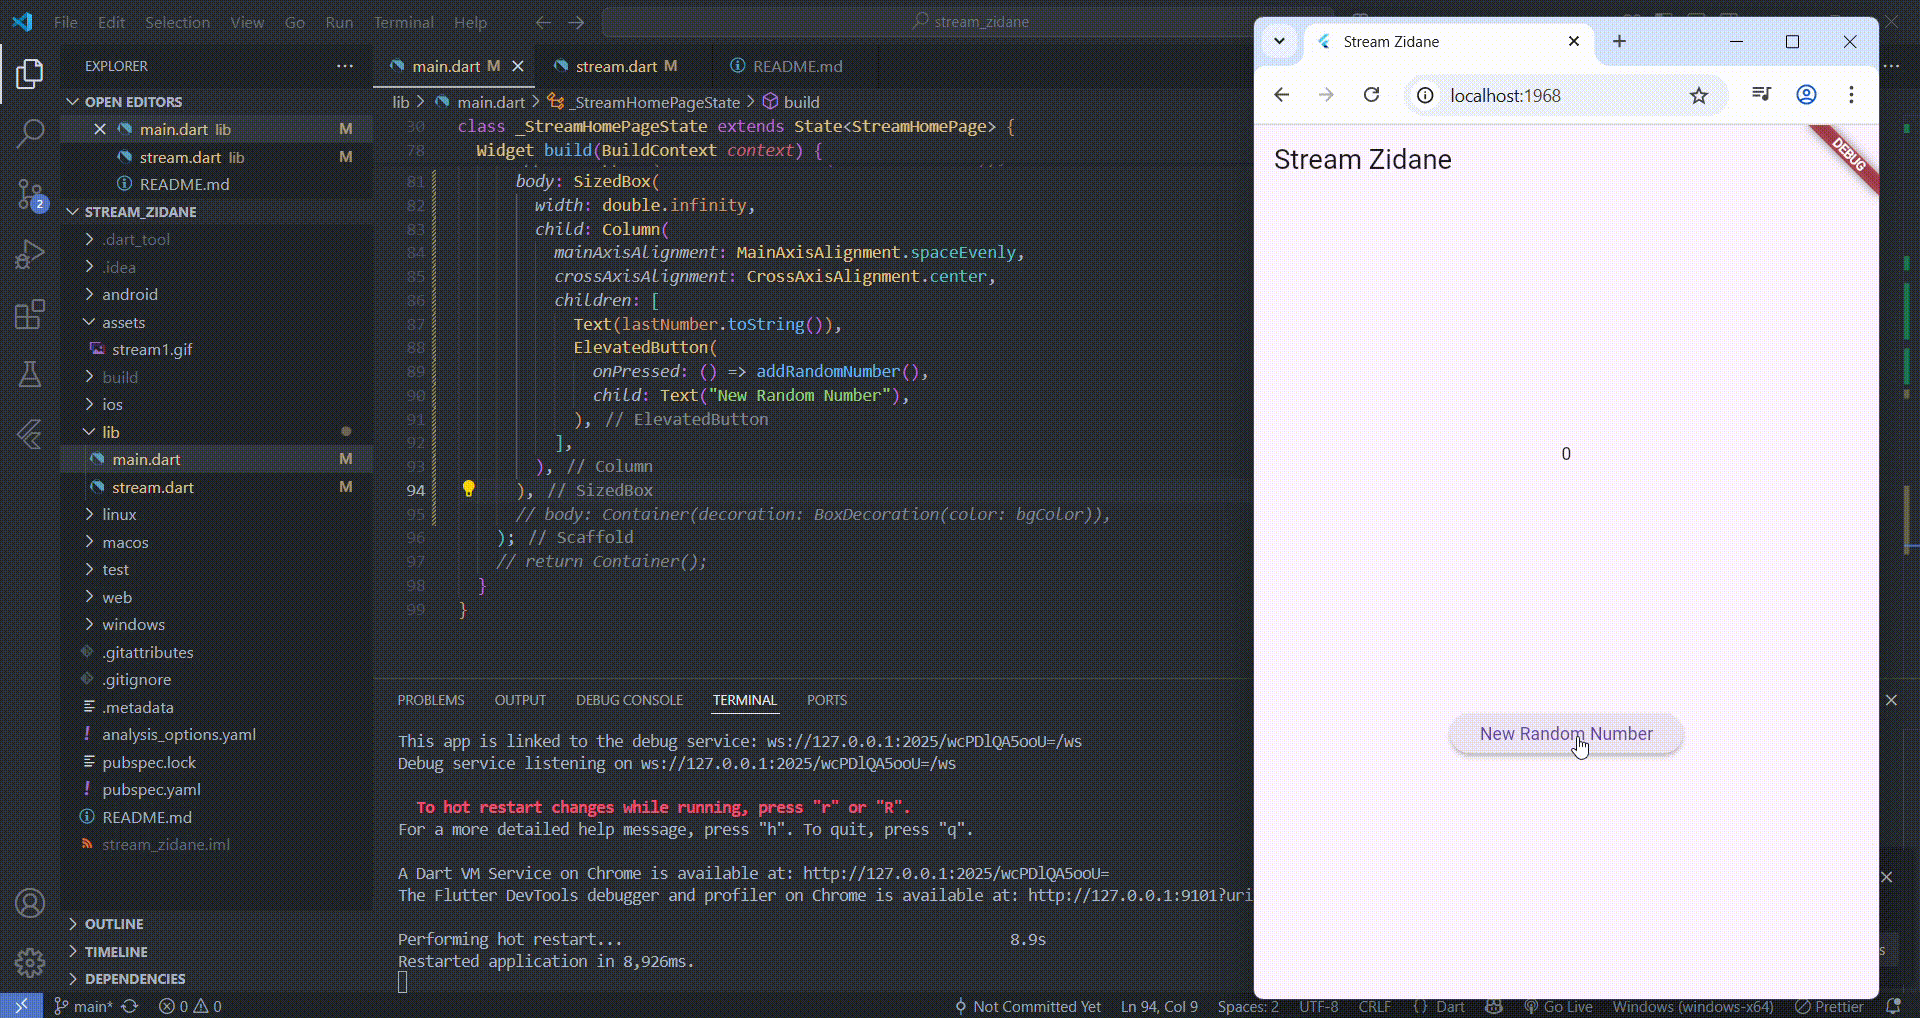 File Edit Selection View Go Run Terminal Help
stream_zidane
EXPLORER
OPEN EDITORS
main.dart lib M
stream.dart lib M
README.md
STREAM_ZIDANE
.dart_tool
.idea
android
assets
stream1.gif
build
ios
lib
main.dart M
stream.dart M
linux
macos
test
web
windows
.gitattributes
.gitignore
.metadata
analysis_options.yaml
pubspec.lock
pubspec.yaml
README.md
stream_zidane.iml
OUTLINE
TIMELINE
DEPENDENCIES
main.dart M
stream.dart M
README.md
lib > main.dart > _StreamHomePageState > build
30 class _StreamHomePageState extends State<StreamHomePage> {
78 Widget build(BuildContext context) {
81 body: SizedBox(
82 width: double.infinity,
83 child: Column(
84 mainAxisAlignment: MainAxisAlignment.spaceEvenly,
85 crossAxisAlignment: CrossAxisAlignment.center,
86 children: [
87 Text(lastNumber.toString()),
88 ElevatedButton(
89 onPressed: () => addRandomNumber(),
90 child: Text("New Random Number"),
91 ), // ElevatedButton
92 ],
93 ), // Column
94 ), // SizedBox
95 // body: Container(decoration: BoxDecoration(color: bgColor)),
96 ); // Scaffold
97 // return Container();
98 }
99 }
PROBLEMS OUTPUT DEBUG CONSOLE TERMINAL PORTS
This app is linked to the debug service: ws://127.0.0.1:2025/wcPDlQA5ooU=/ws
Debug service listening on ws://127.0.0.1:2025/wcPDlQA5ooU=/ws
To hot restart changes while running, press "r" or "R".
For a more detailed help message, press "h". To quit, press "q".
A Dart VM Service on Chrome is available at: http://127.0.0.1:2025/wcPDlQA5ooU=
The Flutter DevTools debugger and profiler on Chrome is available at: http://127.0.0.1:9101?uri
Performing hot restart... 8.9s
Restarted application in 8,926ms.
Stream Zidane
localhost:1968
Stream Zidane
DEBUG
0
New Random Number
s
2
main* 0 0
Not Committed Yet Ln 94, Col 9 Spaces: 2 UTF-8 CRLF {} Dart Go Live Windows (windows-x64) Prettier